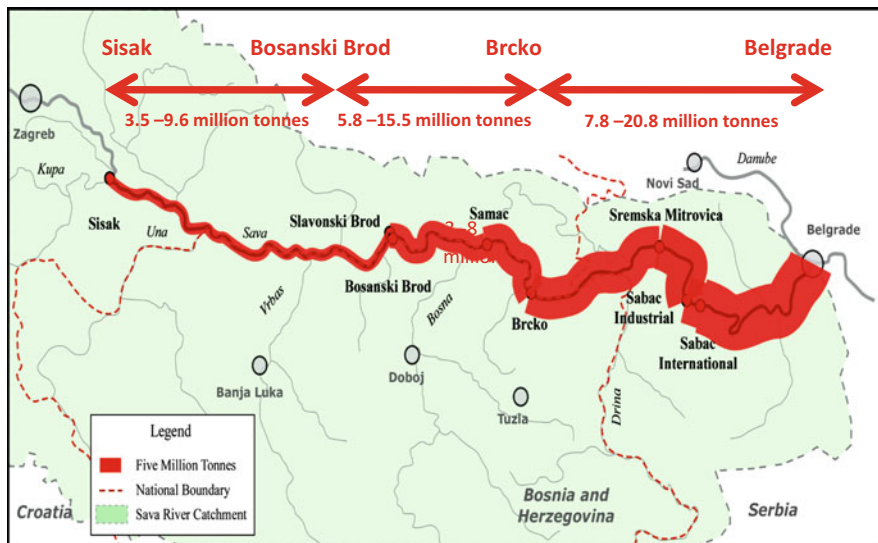 Sisak
Bosanski Brod
Brcko
Belgrade
3.5 –9.6 million tonnes
5.8 –15.5 million tonnes
7.8 –20.8 million tonnes
Zagreb
Kupa
Sisak
Una
Sava
Slavonski Brod
Samac
8
million
Bosanski Brod
Vrbas
Bosna
Brcko
Novi Sad
Danube
Sremska Mitrovica
Belgrade
Sabac
Industrial
Sabac
International
Banja Luka
Doboj
Tuzla
Drina
Legend
Five Million Tonnes
National Boundary
Sava River Catchment
Croatia
Bosnia and
Herzegovina
Serbia